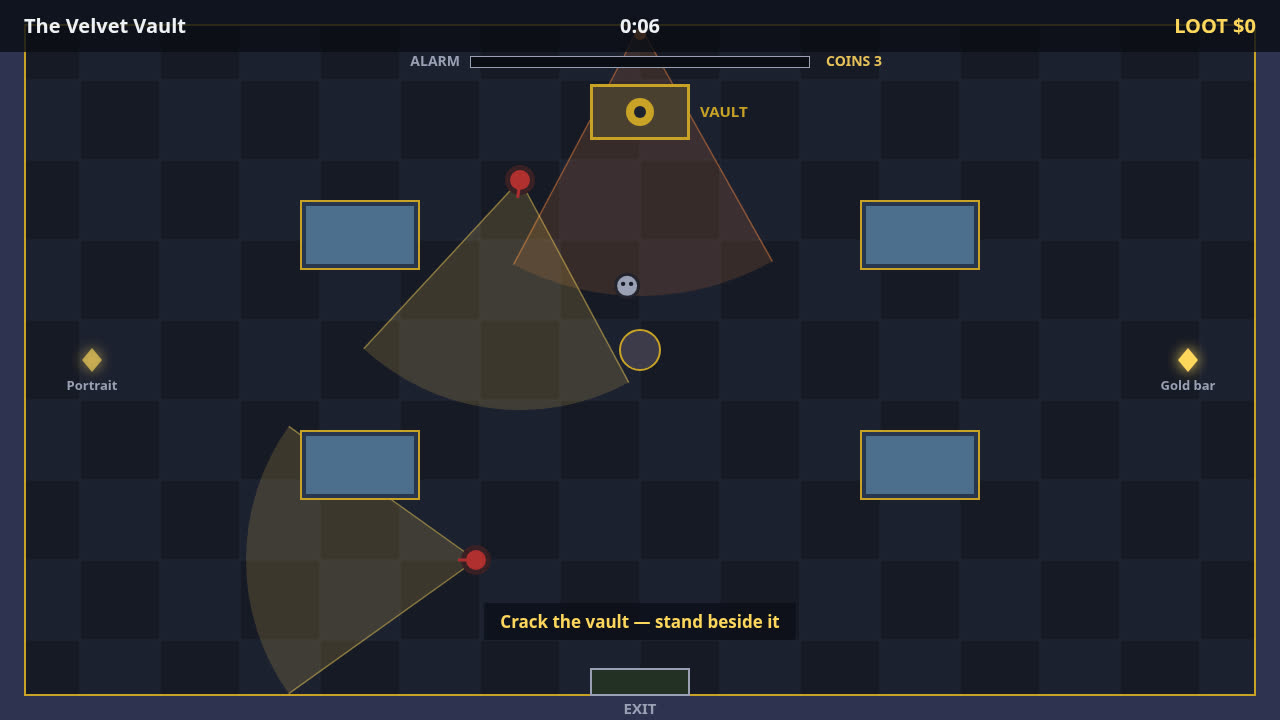 The Velvet Vault
0:06
LOOT $0
ALARM
COINS 3
VAULT
Portrait
Gold bar
Crack the vault — stand beside it
EXIT